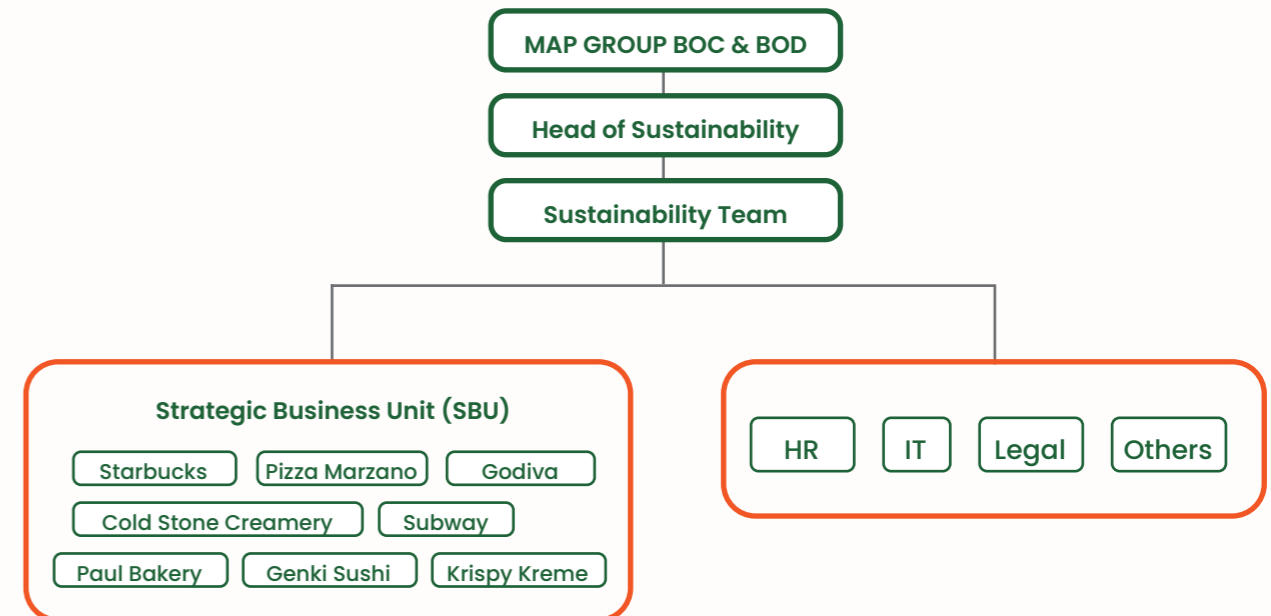 MAP GROUP BOC & BOD
Head of Sustainability
Sustainability Team
Strategic Business Unit (SBU)
Starbucks
Pizza Marzano
Godiva
Cold Stone Creamery
Subway
Paul Bakery
Genki Sushi
Krispy Kreme
HR
IT
Legal
Others